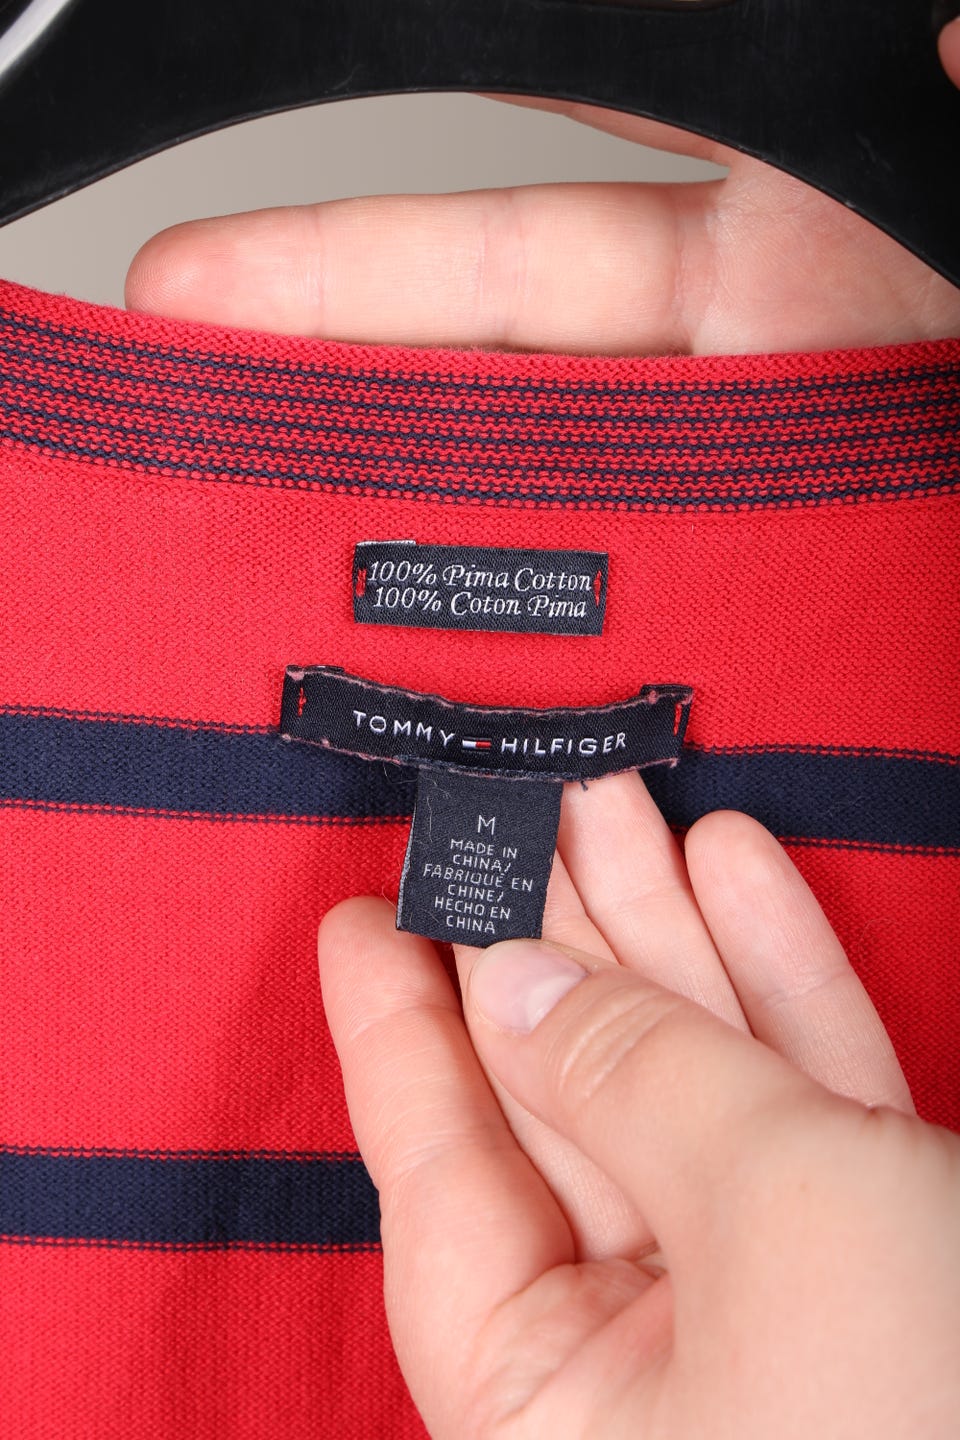 100% Pima Cotton
100% Coton Pima
TOMMY HILFIGER
M
MADE IN
CHINA/
FABRIQUÉ EN
CHINE/
HECHO EN
CHINA